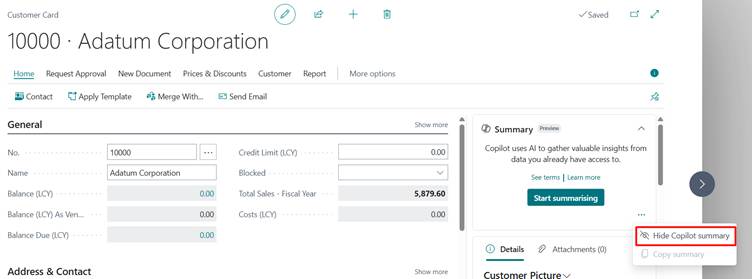 Customer Card
Saved
10000 · Adatum Corporation
Home Request Approval New Document Prices & Discounts Customer Report More options
Contact Apply Template Merge With... Send Email
General Show more
No. 10000 ...
Name Adatum Corporation
Balance (LCY) 0.00
Balance (LCY) As Ven... 0.00
Balance Due (LCY) 0.00
Credit Limit (LCY) 0.00
Blocked
Total Sales - Fiscal Year 5,879.60
Costs (LCY) 0.00
Address & Contact Show more
Summary Preview
Copilot uses AI to gather valuable insights from
data you already have access to.
See terms | Learn more
Start summarising
...
Hide Copilot summary
Copy summary
Details Attachments (0)
Customer Picture